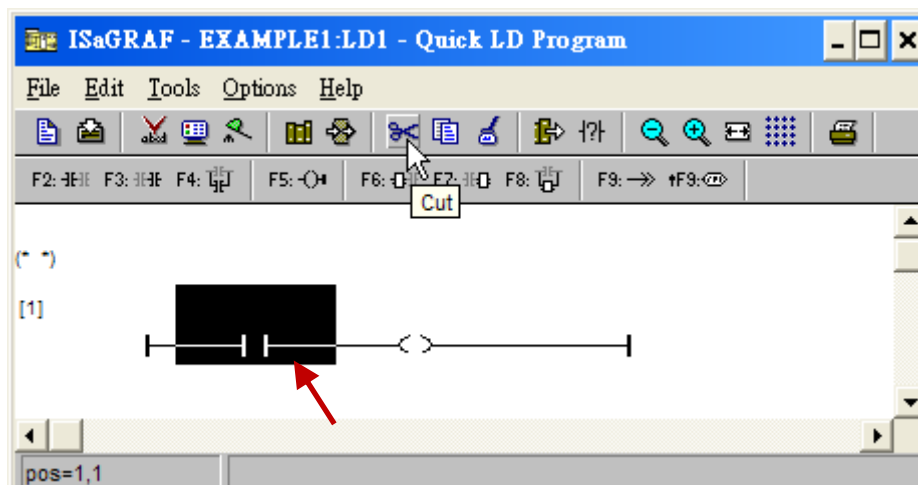 ISaGRAF - EXAMPLE1:LD1 - Quick LD Program
File Edit Tools Options Help
abcd
F2: F3: F4: F5: F6: F7: F8: F9: ↑F9:
Cut
(* *)
[1]
pos=1,1